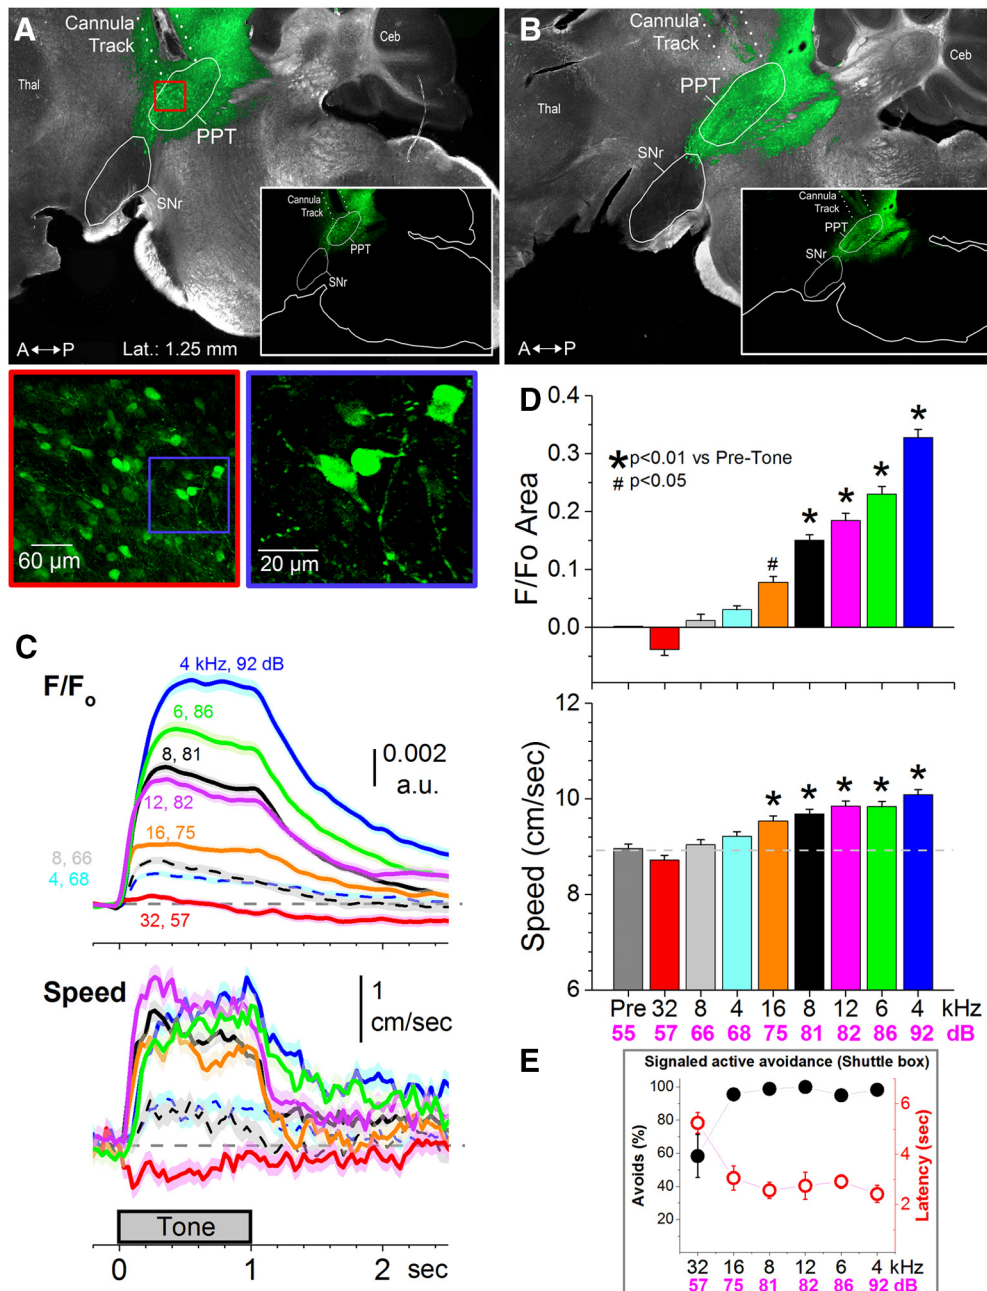 A
Cannula
Track
Ceb
Thal
PPT
SNr
Cannula
Track
PPT
SNr
A↔P
Lat.: 1.25 mm
B
Cannula
Track
Ceb
Thal
PPT
SNr
Cannula
Track
PPT
SNr
A↔P
60 µm
20 µm
C
F/Fo
4 kHz, 92 dB
6, 86
8, 81
12, 82
16, 75
8, 66
4, 68
32, 57
0.002
a.u.
Speed
1
cm/sec
Tone
0 1 2 sec
D
F/Fo Area
0.4
0.3
0.2
0.1
0.0
* p<0.01 vs Pre-Tone
# p<0.05
#
* * * *
Speed (cm/sec)
12
10
8
6
* * * * *
Pre 32 8 4 16 8 12 6 4 kHz
55 57 66 68 75 81 82 86 92 dB
E
Signaled active avoidance (Shuttle box)
Avoids (%)
100
80
60
40
20
Latency (sec)
6
4
2
32 16 8 12 6 4 kHz
57 75 81 82 86 92 dB